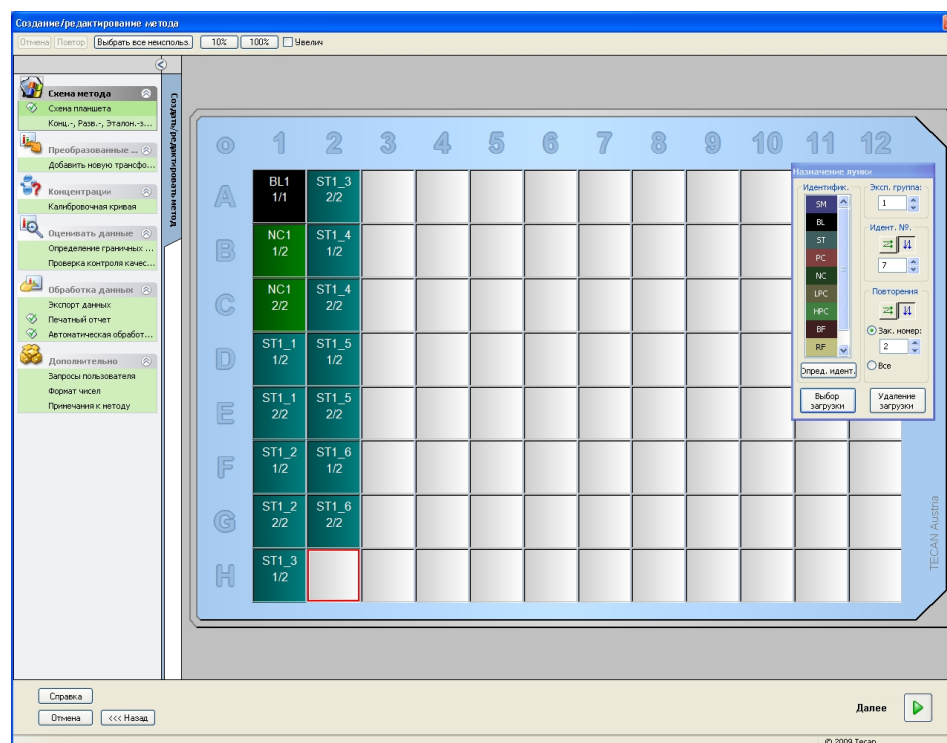 Создание/редактирование метода
Отмена Повтор Выбрать все неиспольз. 10% 100% Увелич
Схема метода
Схема планшета
Конц.-, Разв.-, Эталон.-з...
Преобразованные ...
Добавить новую трансфо...
Концентрации
Калибровочная кривая
Оценивать данные
Определение граничных ...
Проверка контроля качес...
Обработка данных
Экспорт данных
Печатный отчет
Автоматическая обработ...
Дополнительно
Запросы пользователя
Формат чисел
Примечания к методу
Создать/редактировать метод
o 1 2 3 4 5 6 7 8 9 10 11 12
A BL1 1/1 ST1_3 2/2
B NC1 1/2 ST1_4 1/2
C NC1 2/2 ST1_4 2/2
D ST1_1 1/2 ST1_5 1/2
E ST1_1 2/2 ST1_5 2/2
F ST1_2 1/2 ST1_6 1/2
G ST1_2 2/2 ST1_6 2/2
H ST1_3 1/2
Назначение лунки
Идентифик.
SM
BL
ST
PC
NC
LPC
HPC
BF
RF
Опред. идент.
Эксп. группа:
1
Идент. №.
7
Повторения
Зак. номер:
2
Все
Выбор загрузки
Удаление загрузки
TECAN Austria
Справка
Отмена <<< Назад
Далее
© 2009 Tecan